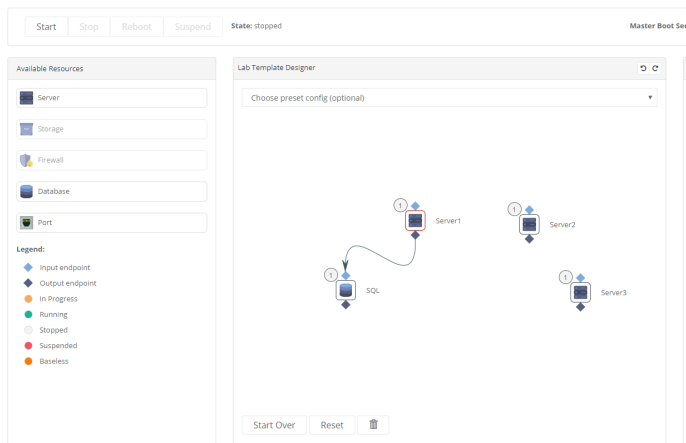 Start Stop Reboot Suspend State: stopped Master Boot Se
Available Resources
Server
Storage
Firewall
Database
Port
Legend:
Input endpoint
Output endpoint
In Progress
Running
Stopped
Suspended
Baseless
Lab Template Designer
Choose preset config (optional)
1 Server1
1 Server2
1 SQL
1 Server3
Start Over Reset